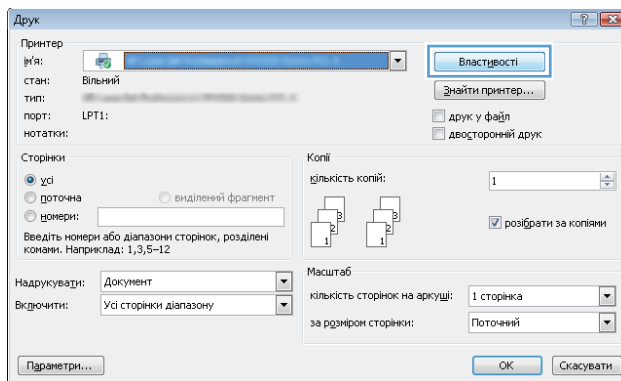 Друк
Принтер
ім'я:
Властивості
стан: Вільний
Знайти принтер...
тип:
порт: LPT1:
друк у файл
нотатки:
двосторонній друк
Сторінки
усі
поточна
виділений фрагмент
номери:
Введіть номери або діапазони сторінок, розділені
комами. Наприклад: 1,3,5–12
Копії
кількість копій: 1
розібрати за копіями
Надрукувати: Документ
Включити: Усі сторінки діапазону
Масштаб
кількість сторінок на аркуші: 1 сторінка
за розміром сторінки: Поточний
Параметри...
OK
Скасувати